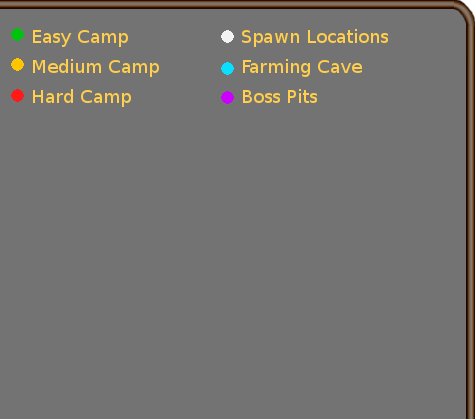 Easy Camp
Medium Camp
Hard Camp
Spawn Locations
Farming Cave
Boss Pits